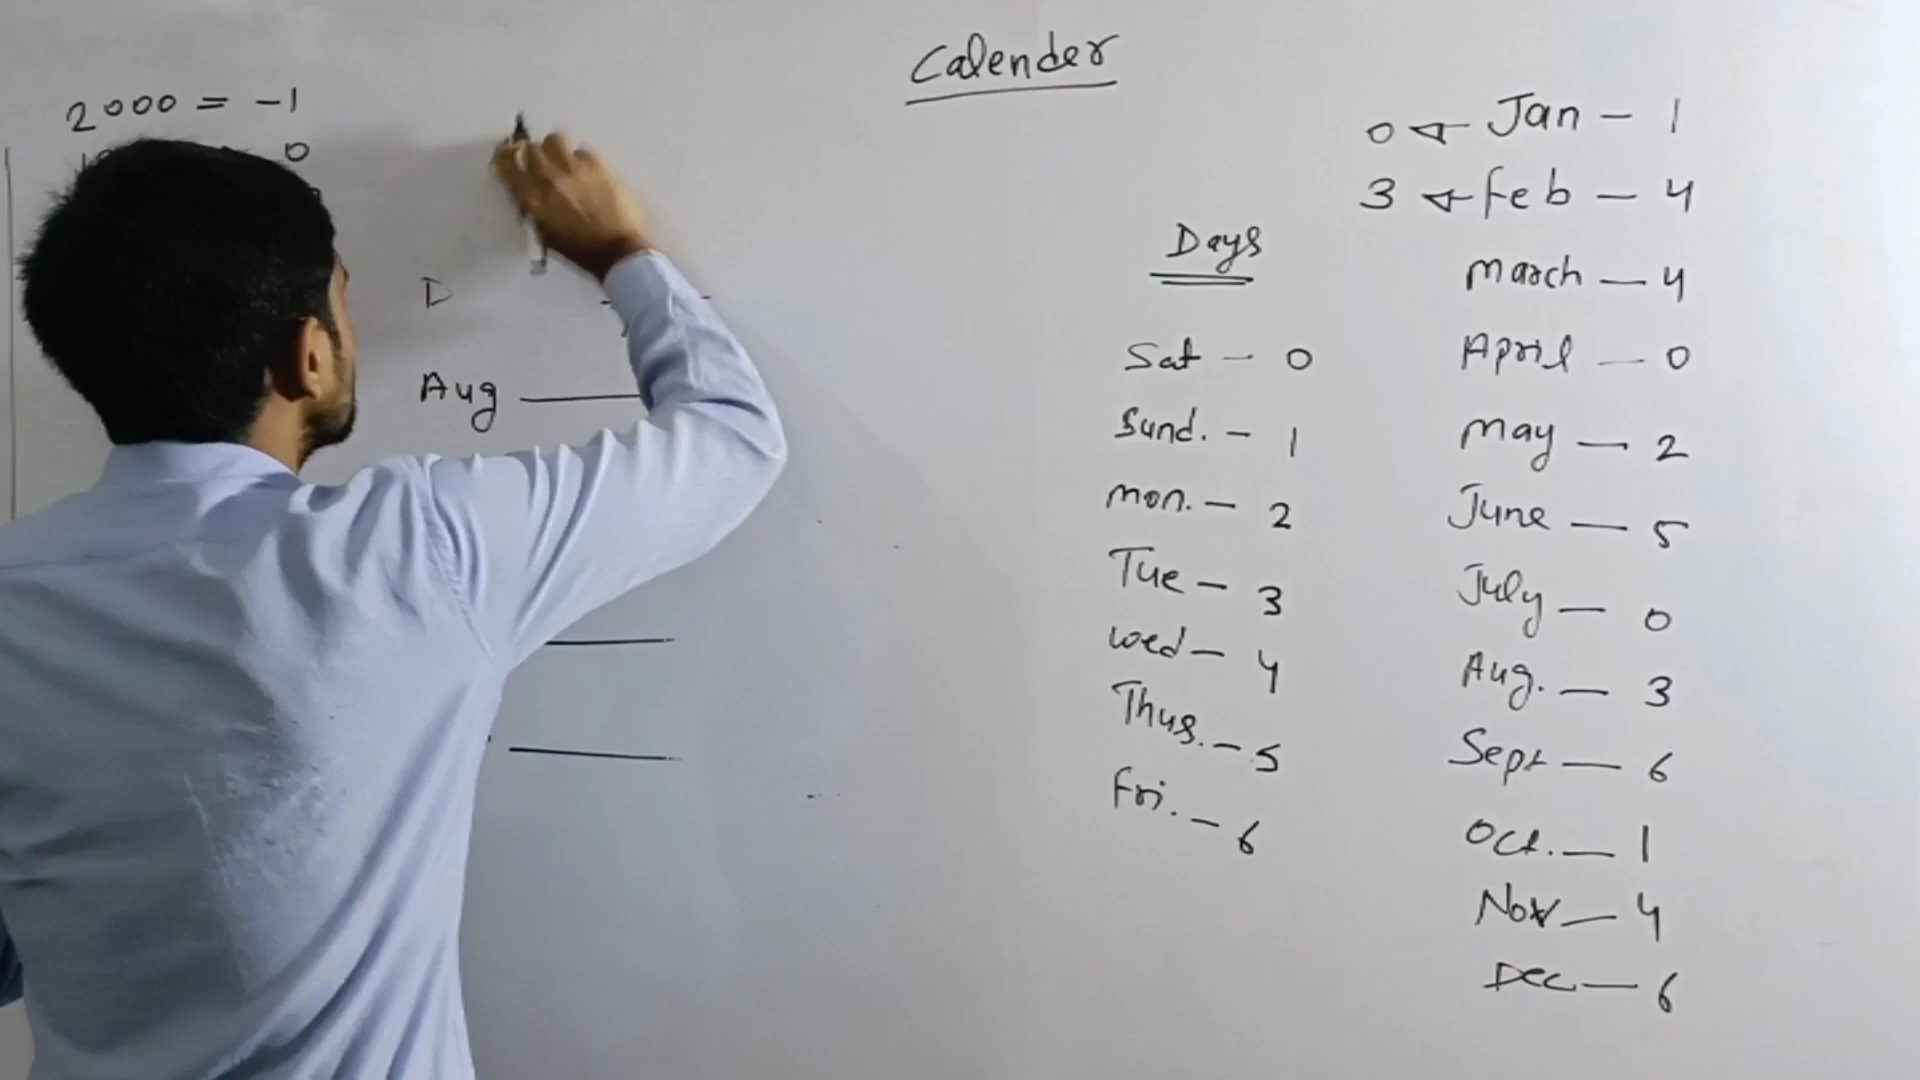 Calender
2000 = -1
0
D
Aug
Days
Sat - 0
Sund. - 1
Mon. - 2
Tue - 3
Wed - 4
Thus. - 5
Fri. - 6
0 ← Jan - 1
3 ← Feb - 4
March - 4
April - 0
May - 2
June - 5
July - 0
Aug. - 3
Sept - 6
Oct. - 1
Nov - 4
Dec - 6